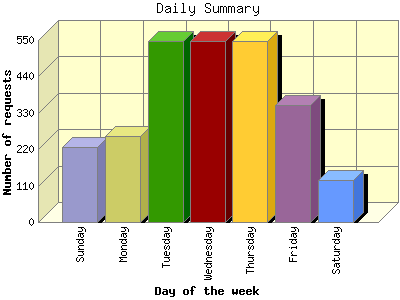 Daily Summary
Number of requests
550
440
330
220
110
0
Sunday
Monday
Tuesday
Wednesday
Thursday
Friday
Saturday
Day of the week